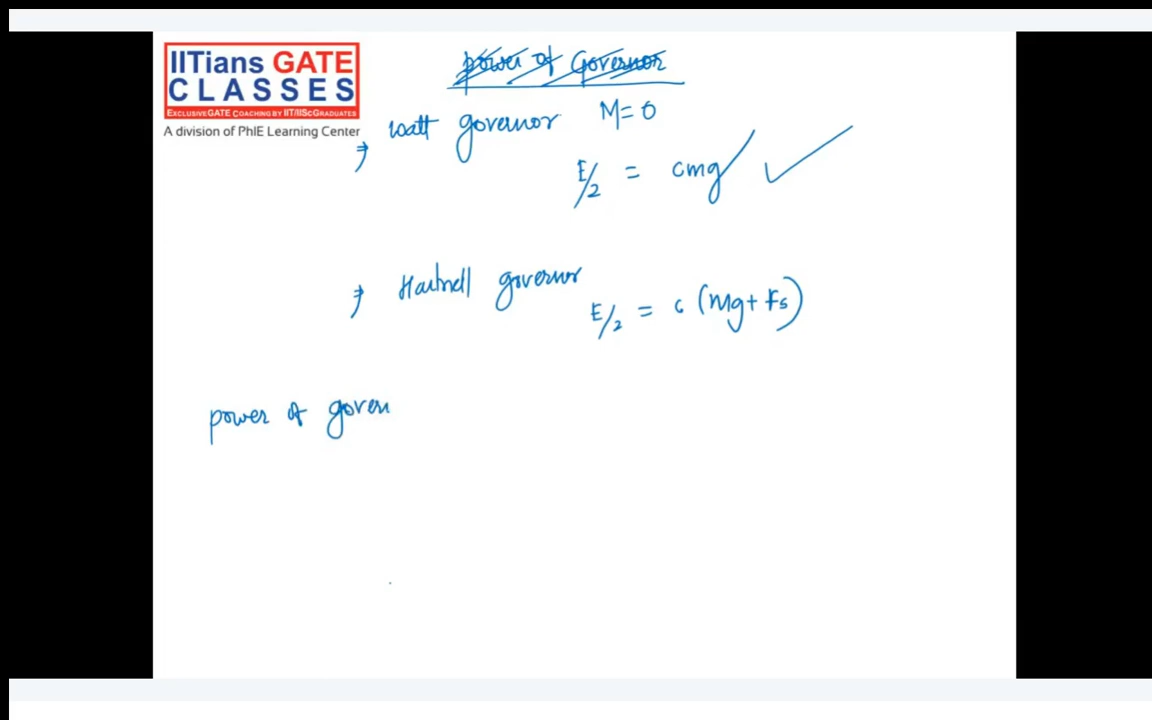 IITians GATE
CLASSES
EXCLUSIVE GATE COACHING BY IIT/IISC GRADUATES
A division of PhIE Learning Center
power of Governor
watt governor M=0
E/2 = cmg
Hartnell governor
E/2 = c (Mg+Fs)
power of govern